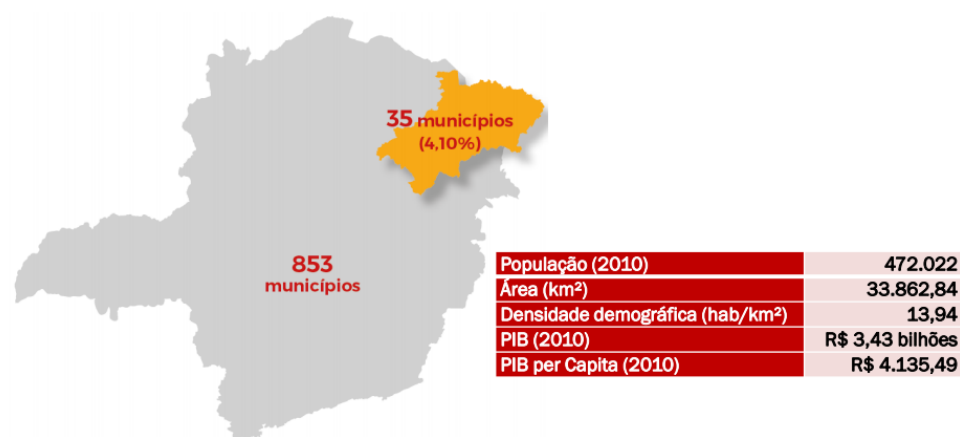 35 municípios
(4,10%)
853
municípios
População (2010) 472.022
Área (km²) 33.862,84
Densidade demográfica (hab/km²) 13,94
PIB (2010) R$ 3,43 bilhões
PIB per Capita (2010) R$ 4.135,49